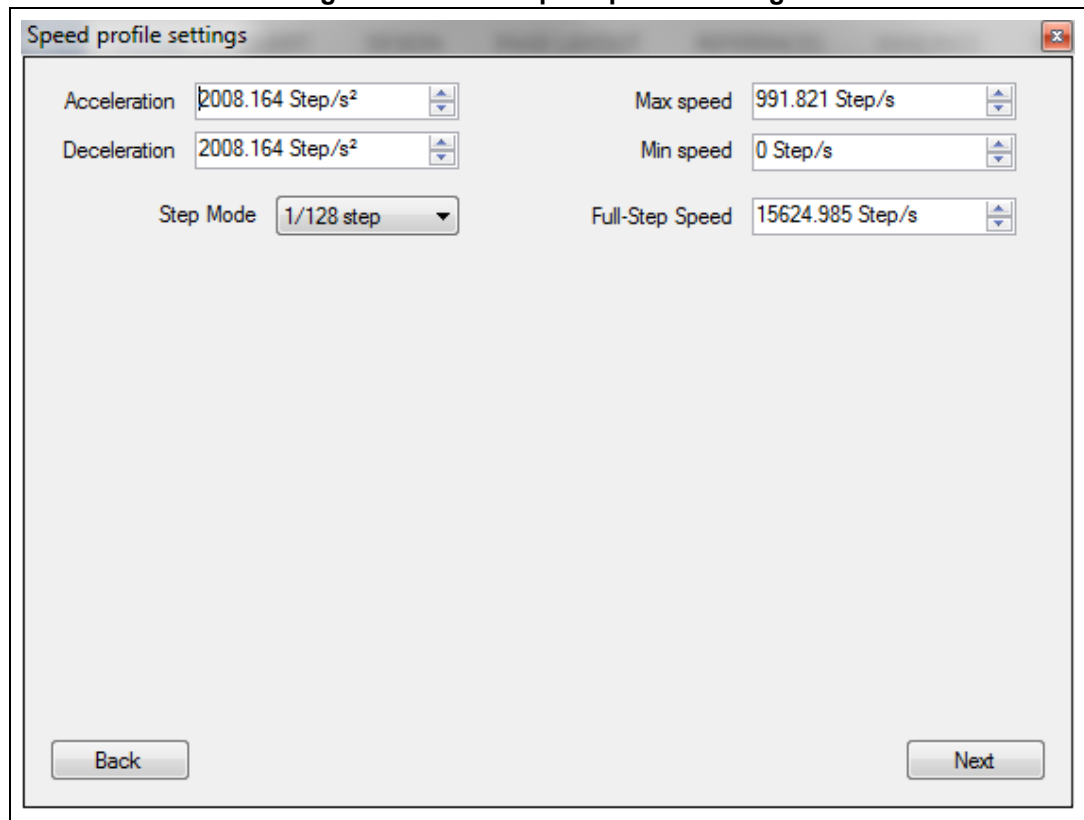 Speed profile settings
Acceleration 2008.164 Step/s² Max speed 991.821 Step/s
Deceleration 2008.164 Step/s² Min speed 0 Step/s
Step Mode 1/128 step Full-Step Speed 15624.985 Step/s
Back Next